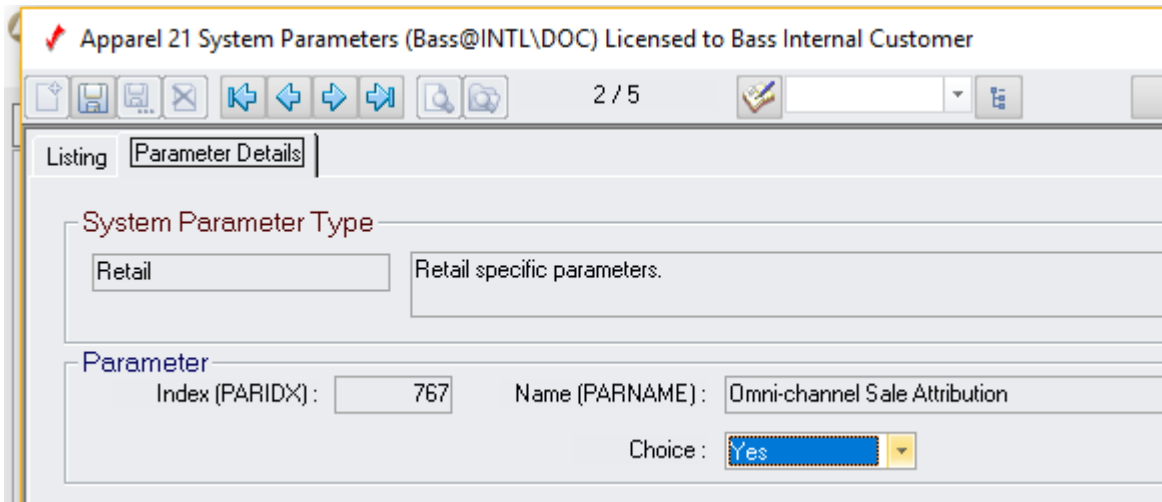 Apparel 21 System Parameters (Bass@INTL\DOC) Licensed to Bass Internal Customer
2 / 5
Listing Parameter Details
System Parameter Type
Retail Retail specific parameters.
Parameter
Index (PARIDX) : 767 Name (PARNAME) : Omni-channel Sale Attribution
Choice : Yes